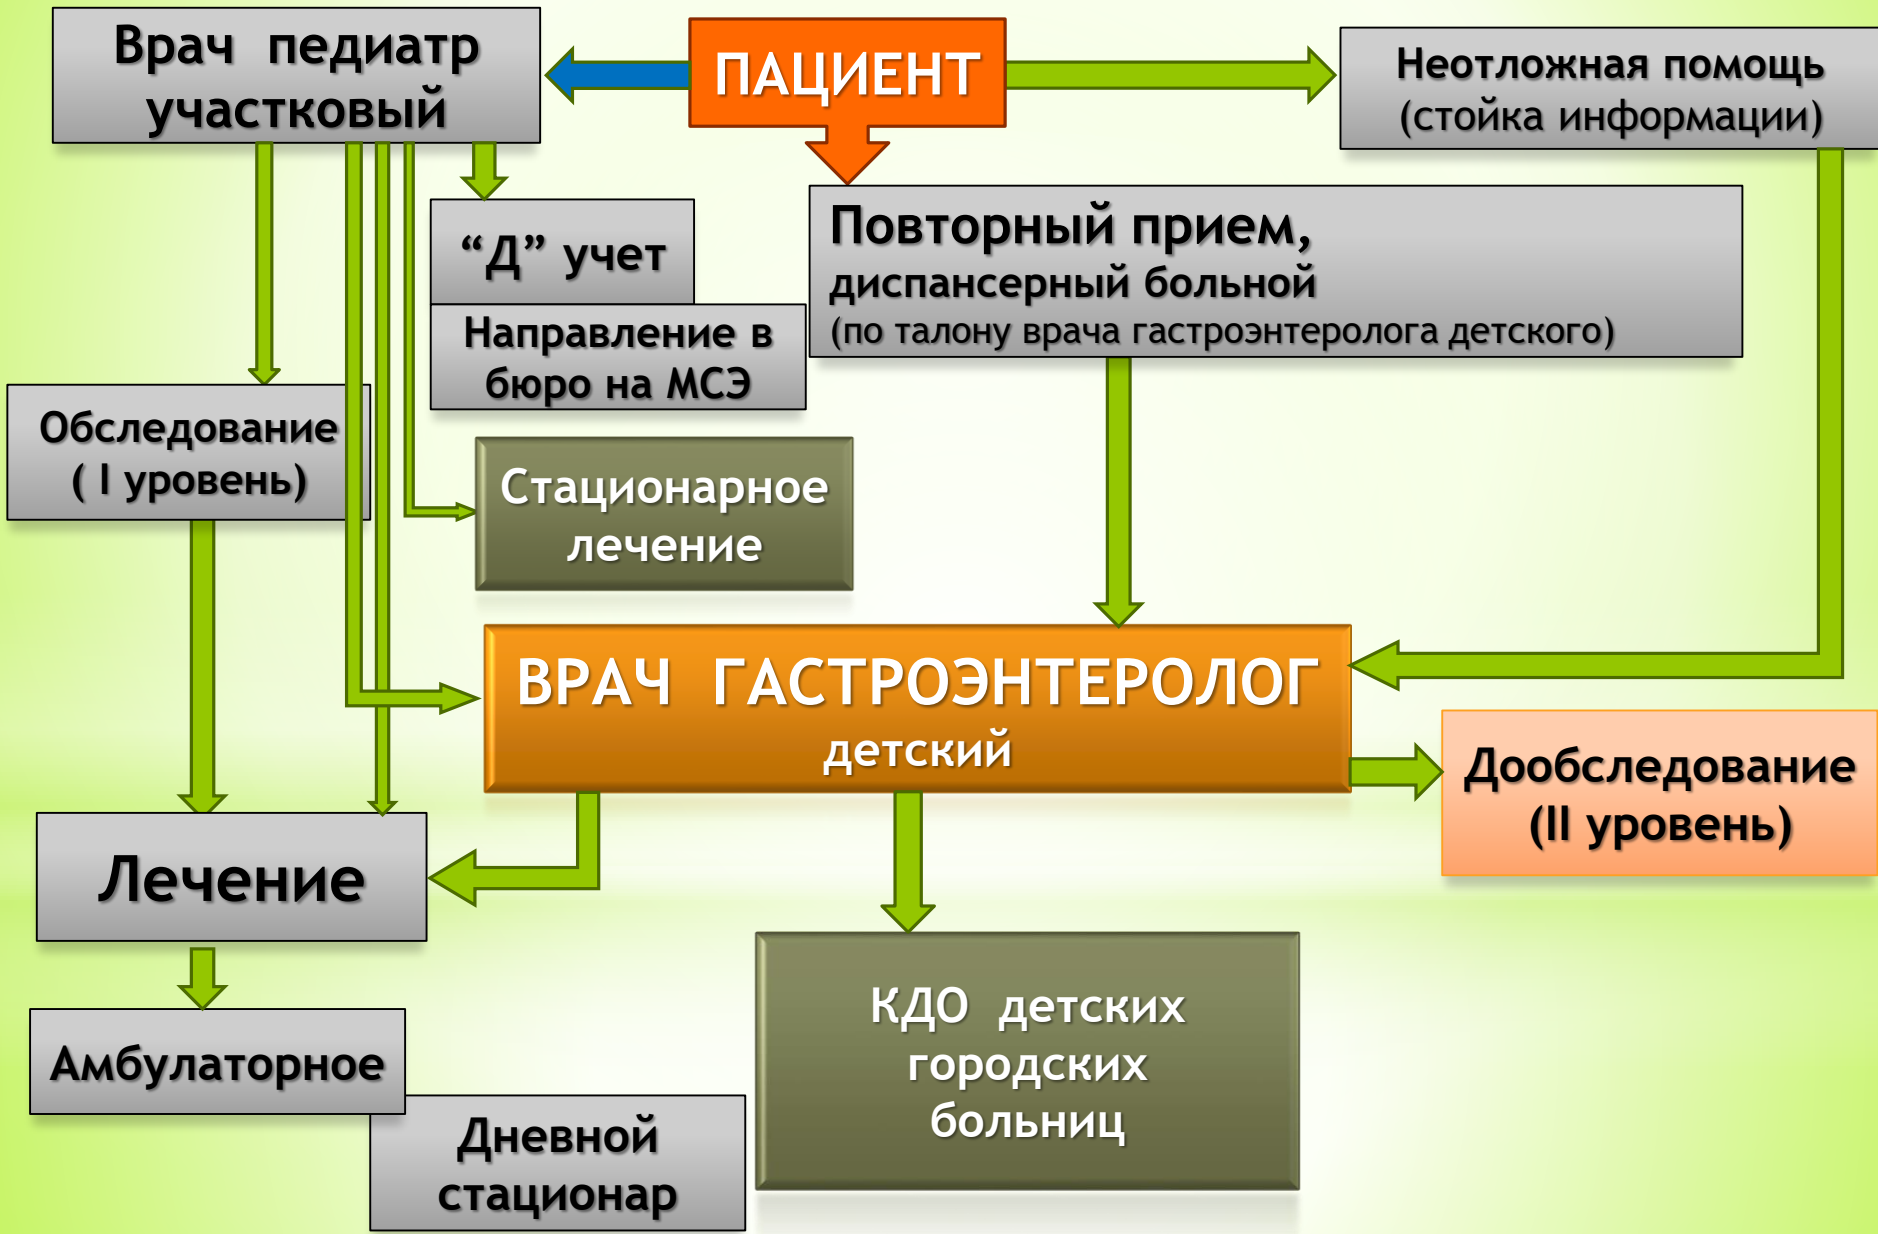 Врач педиатр
участковый
ПАЦИЕНТ
Неотложная помощь
(стойка информации)
“Д” учет
Направление в
бюро на МСЭ
Повторный прием,
диспансерный больной
(по талону врача гастроэнтеролога детского)
Обследование
( I уровень)
Стационарное
лечение
ВРАЧ ГАСТРОЭНТЕРОЛОГ
детский
Дообследование
(II уровень)
Лечение
КДО детских
городских
больниц
Амбулаторное
Дневной
стационар